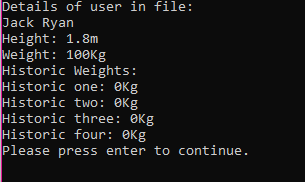 Details of user in file:
Jack Ryan
Height: 1.8m
Weight: 100Kg
Historic Weights:
Historic one: 0Kg
Historic two: 0Kg
Historic three: 0Kg
Historic four: 0Kg
Please press enter to continue.